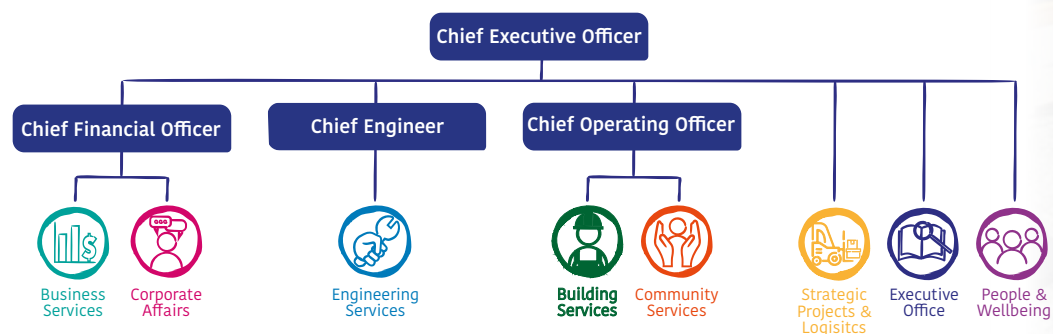 Chief Executive Officer
Chief Financial Officer
Chief Engineer
Chief Operating Officer
Business
Services
Corporate
Affairs
Engineering
Services
Building
Services
Community
Services
Strategic
Projects &
Logisitcs
Executive
Office
People &
Wellbeing